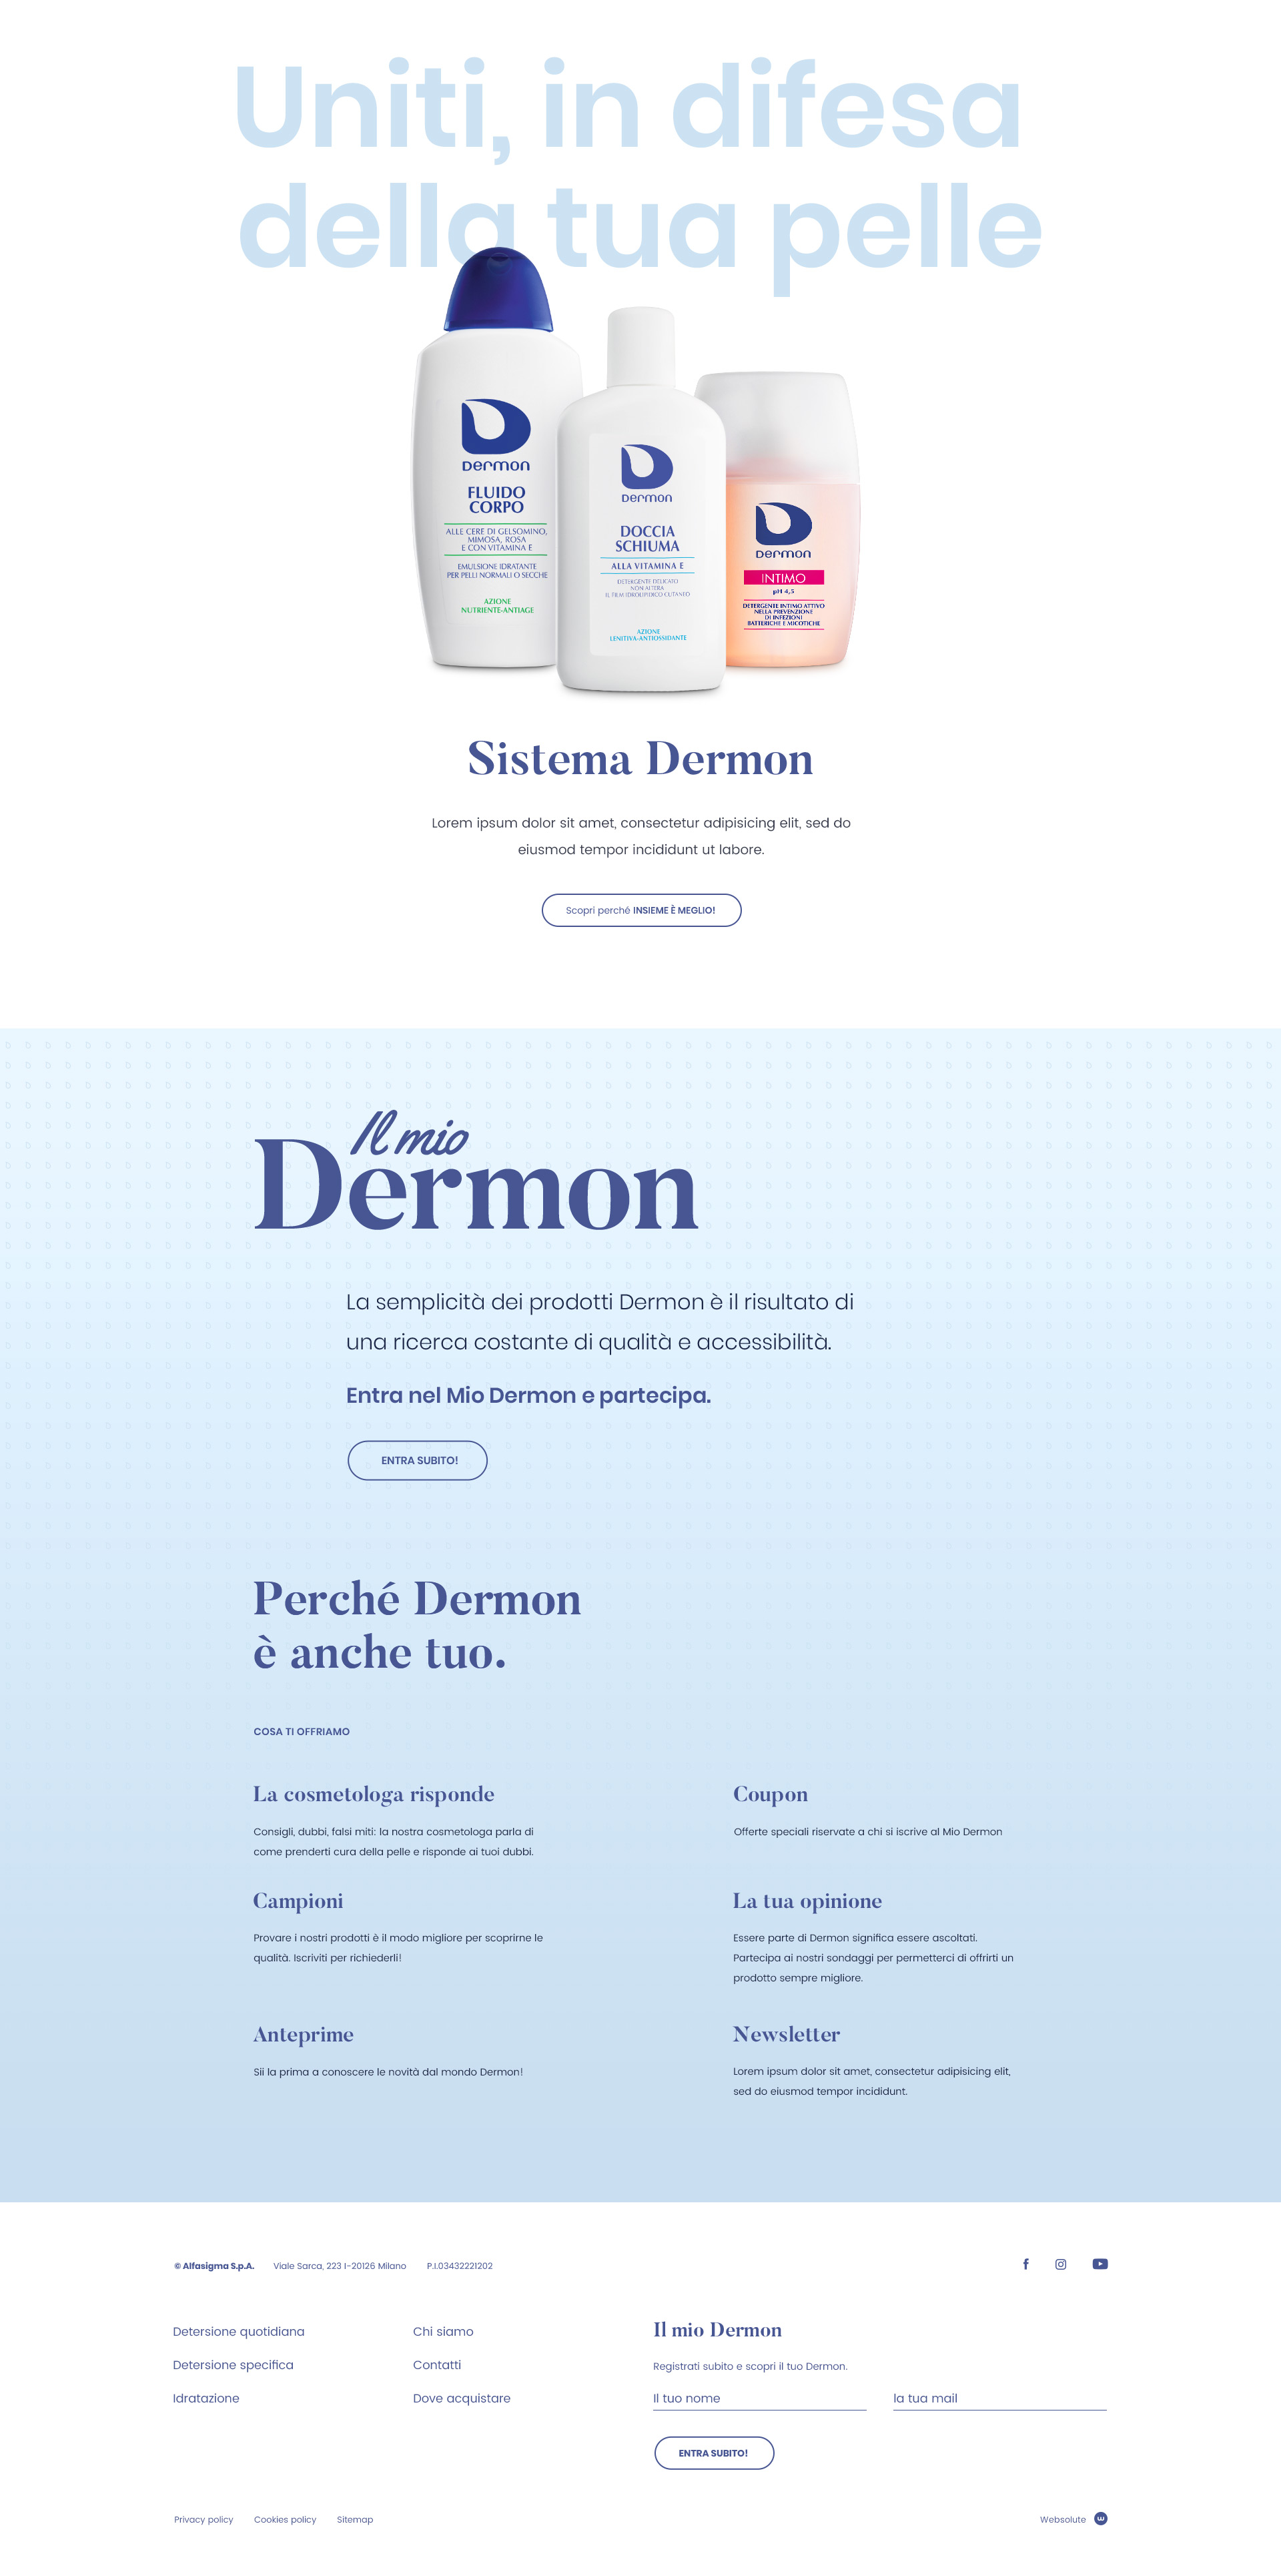 Uniti, in difesa
della tua pelle
Dermon
FLUIDO
CORPO
ALLE CERE DI GELSOMINO,
MIMOSA, ROSA
E CON VITAMINA E
EMULSIONE IDRATANTE
PER PELLI NORMALI O SECCHE
AZIONE
NUTRIENTE-ANTIAGE
Dermon
DOCCIA
SCHIUMA
ALLA VITAMINA E
DETERGENTE DELICATO
NON ALTERA
IL FILM IDROLIPIDICO CUTANEO
AZIONE
LENITIVA-ANTIOSSIDANTE
Dermon
INTIMO
pH 4,5
DETERGENTE INTIMO ATTIVO
NELLA PREVENZIONE
DI INFEZIONI
BATTERICHE E MICOTICHE
Sistema Dermon
Lorem ipsum dolor sit amet, consectetur adipisicing elit, sed do
eiusmod tempor incididunt ut labore.
Scopri perché INSIEME È MEGLIO!
Il mio
Dermon
La semplicità dei prodotti Dermon è il risultato di
una ricerca costante di qualità e accessibilità.
Entra nel Mio Dermon e partecipa.
ENTRA SUBITO!
Perché Dermon
è anche tuo.
COSA TI OFFRIAMO
La cosmetologa risponde
Consigli, dubbi, falsi miti: la nostra cosmetologa parla di
come prenderti cura della pelle e risponde ai tuoi dubbi.
Coupon
Offerte speciali riservate a chi si iscrive al Mio Dermon
Campioni
Provare i nostri prodotti è il modo migliore per scoprirne le
qualità. Iscriviti per richiederli!
La tua opinione
Essere parte di Dermon significa essere ascoltati.
Partecipa ai nostri sondaggi per permetterci di offrirti un
prodotto sempre migliore.
Anteprime
Sii la prima a conoscere le novità dal mondo Dermon!
Newsletter
Lorem ipsum dolor sit amet, consectetur adipisicing elit,
sed do eiusmod tempor incididunt.
© Alfasigma S.p.A. Viale Sarca, 223 I-20126 Milano P.I.03432221202
Detersione quotidiana
Detersione specifica
Idratazione
Chi siamo
Contatti
Dove acquistare
Il mio Dermon
Registrati subito e scopri il tuo Dermon.
Il tuo nome
la tua mail
ENTRA SUBITO!
Privacy policy Cookies policy Sitemap
Websolute